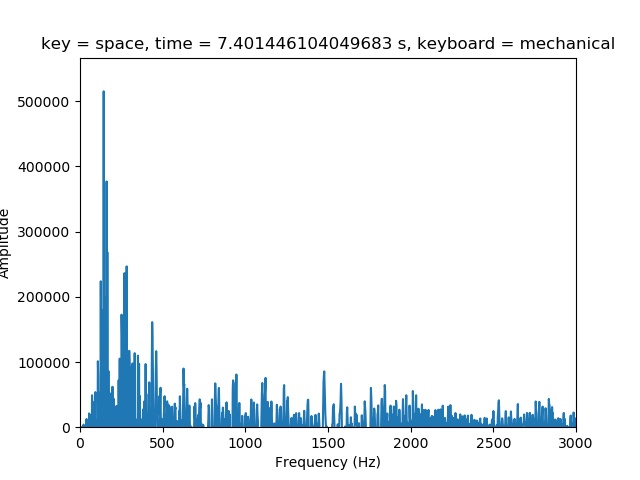 key = space, time = 7.401446104049683 s, keyboard = mechanical
500000
400000
300000
200000
100000
0
Amplitude
0 500 1000 1500 2000 2500 3000
Frequency (Hz)